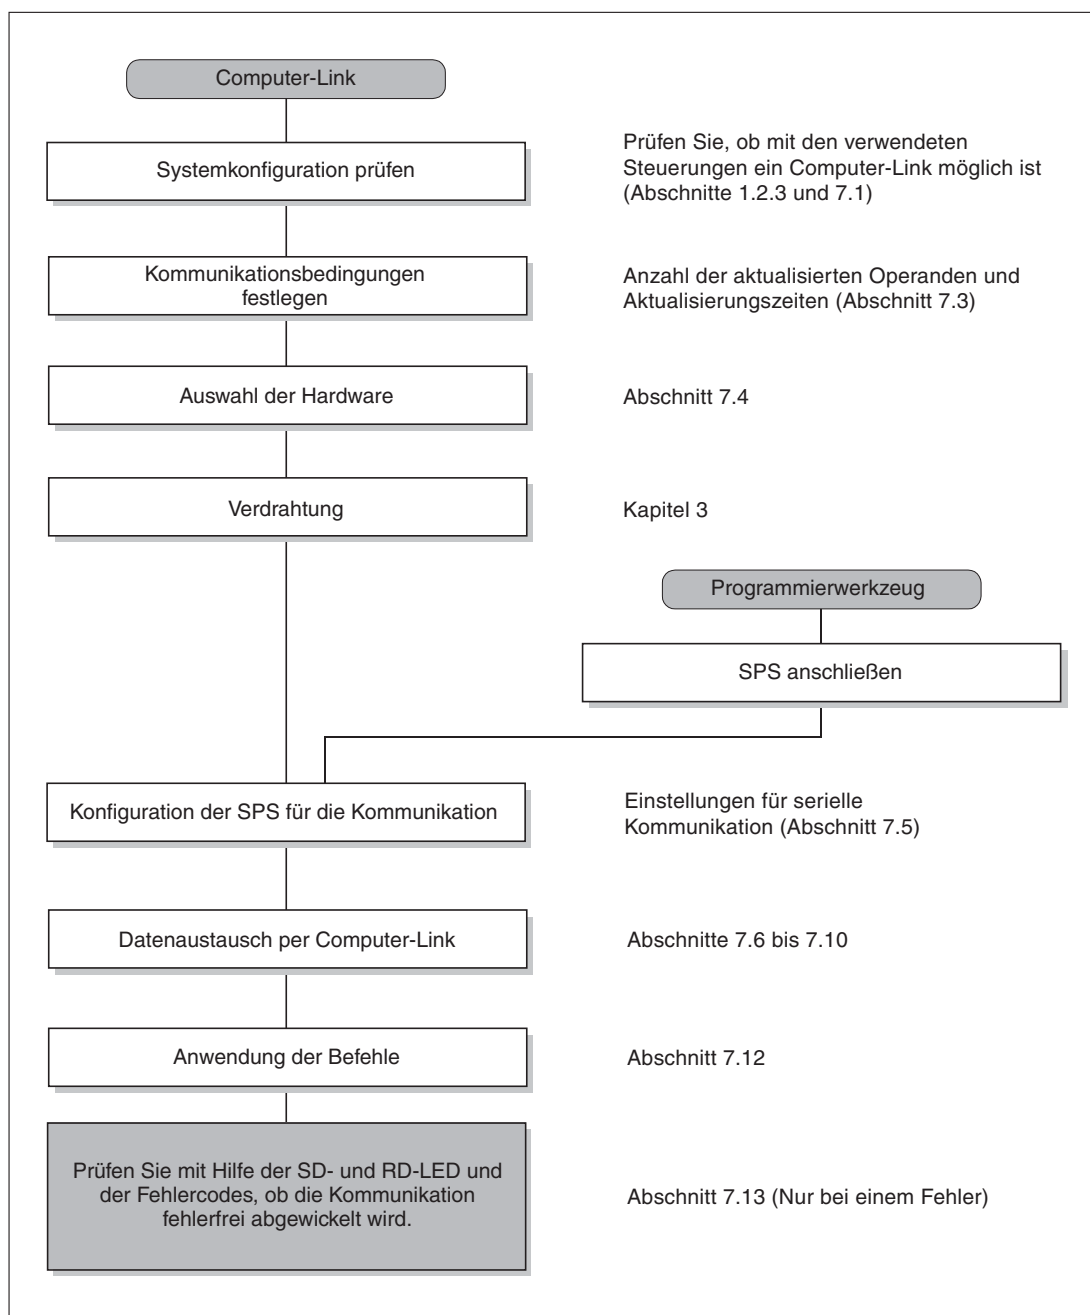 Computer-Link
Systemkonfiguration prüfen
Prüfen Sie, ob mit den verwendeten
Steuerungen ein Computer-Link möglich ist
(Abschnitte 1.2.3 und 7.1)
Kommunikationsbedingungen
festlegen
Anzahl der aktualisierten Operanden und
Aktualisierungszeiten (Abschnitt 7.3)
Auswahl der Hardware
Abschnitt 7.4
Verdrahtung
Kapitel 3
Programmierwerkzeug
SPS anschließen
Konfiguration der SPS für die Kommunikation
Einstellungen für serielle
Kommunikation (Abschnitt 7.5)
Datenaustausch per Computer-Link
Abschnitte 7.6 bis 7.10
Anwendung der Befehle
Abschnitt 7.12
Prüfen Sie mit Hilfe der SD- und RD-LED und
der Fehlercodes, ob die Kommunikation
fehlerfrei abgewickelt wird.
Abschnitt 7.13 (Nur bei einem Fehler)